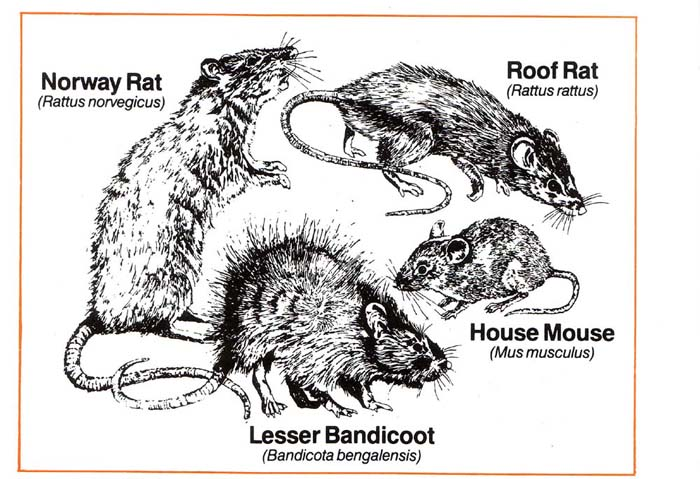 Norway Rat
(Rattus norvegicus)
Roof Rat
(Rattus rattus)
House Mouse
(Mus musculus)
Lesser Bandicoot
(Bandicota bengalensis)